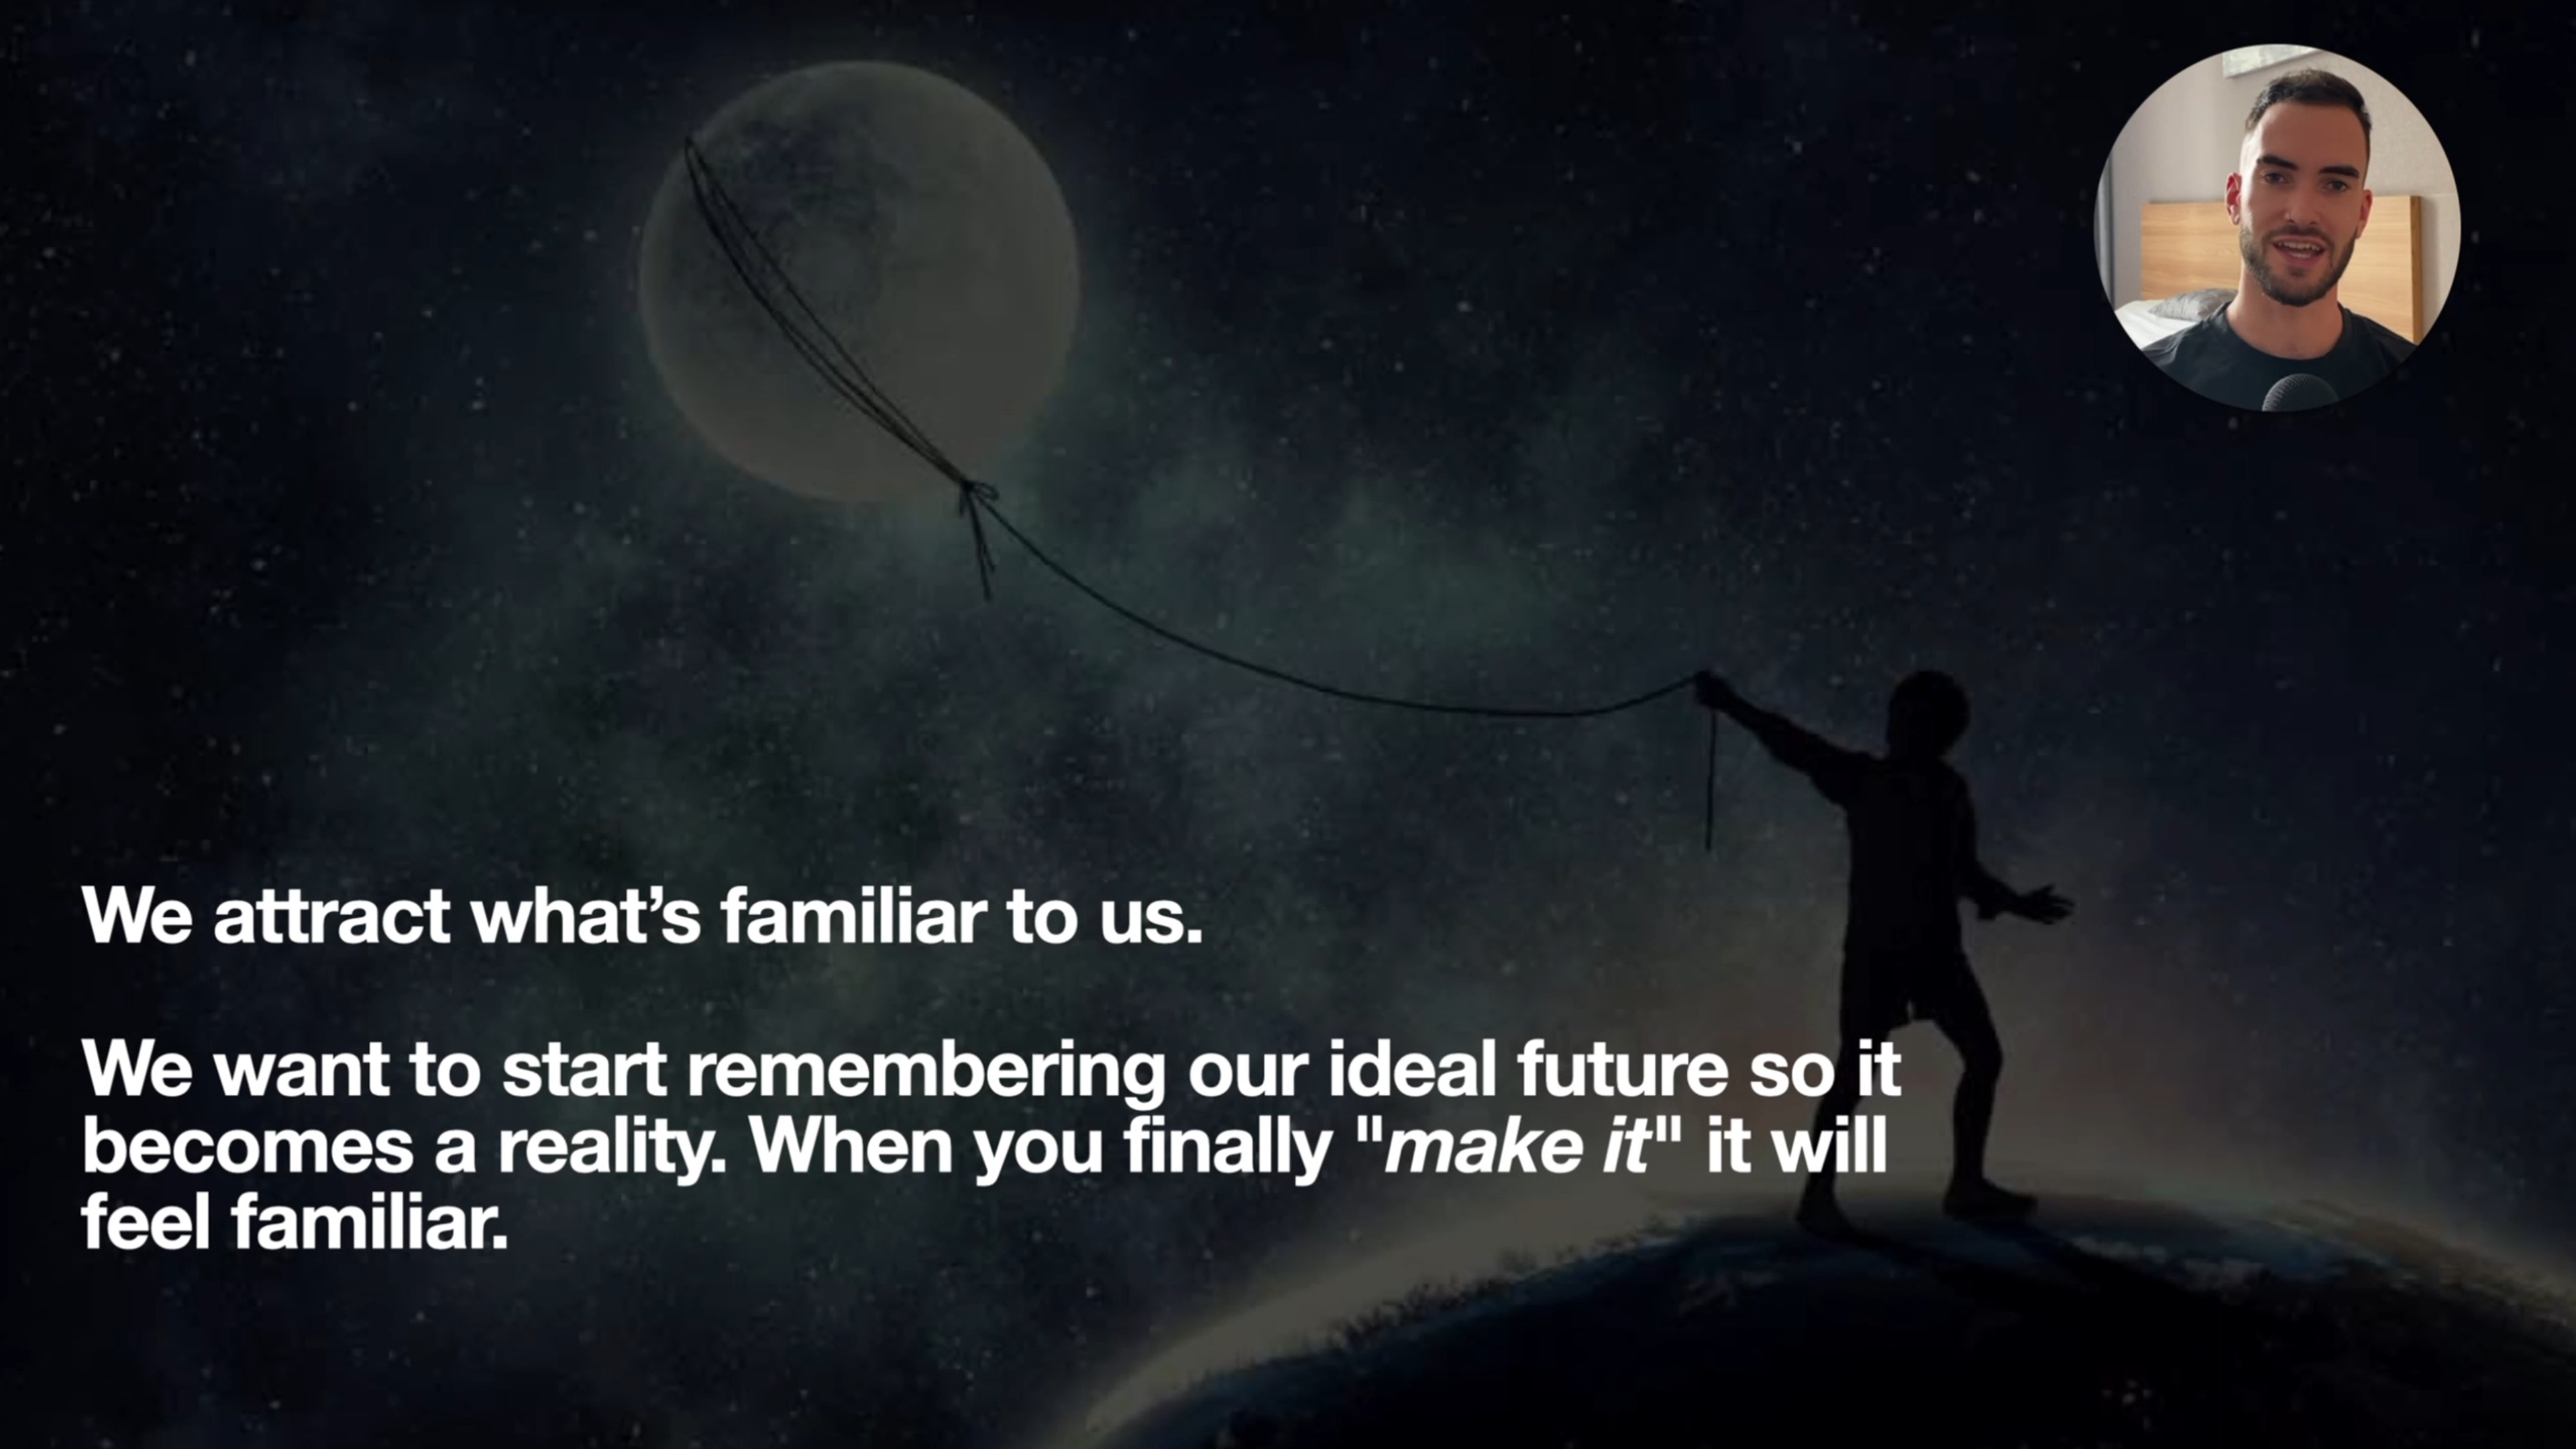 We attract what’s familiar to us.
We want to start remembering our ideal future so it
becomes a reality. When you finally "make it" it will
feel familiar.